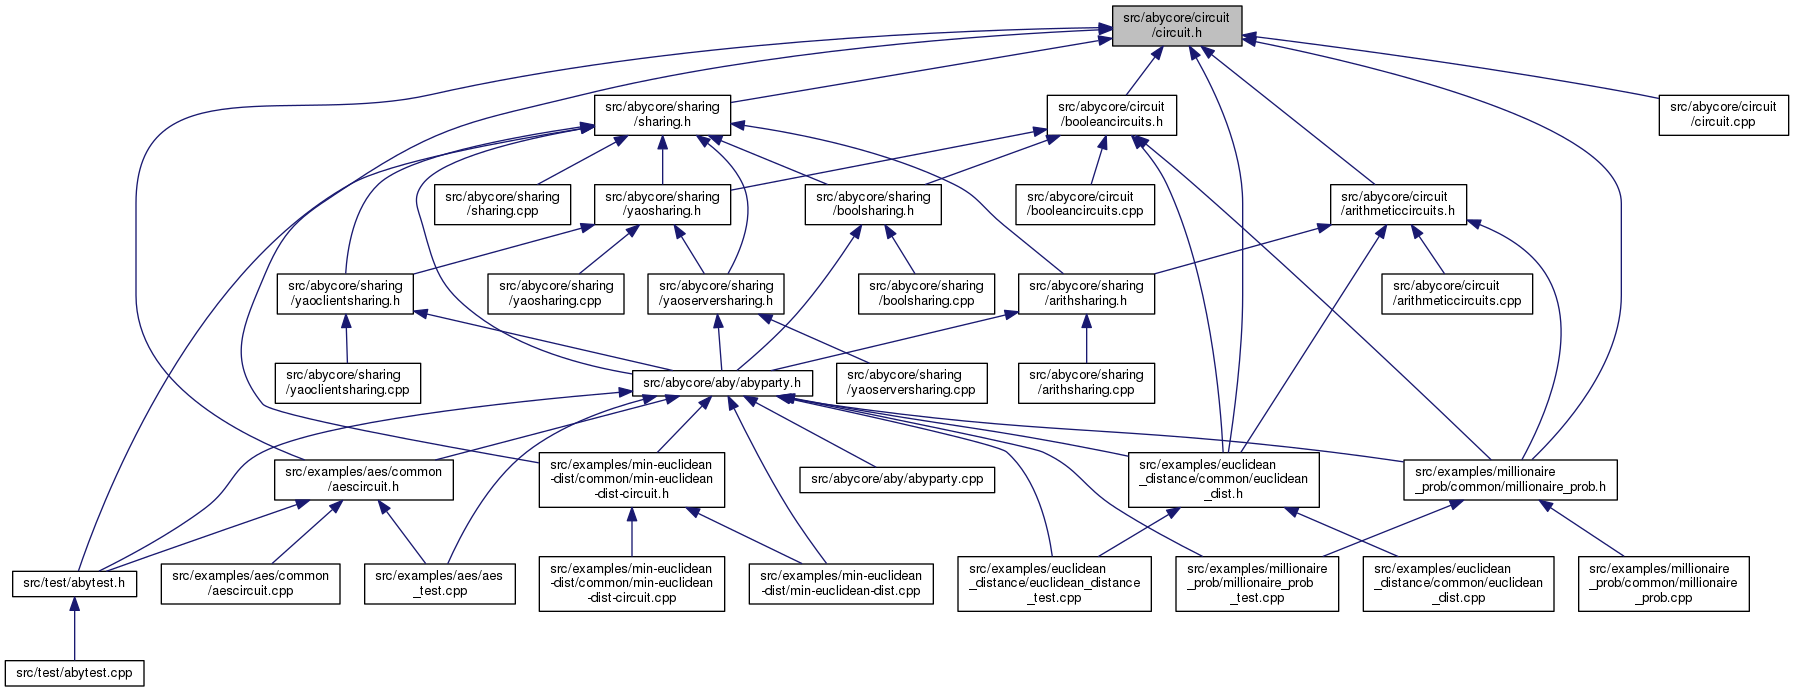 src/abycore/circuit
/circuit.h
src/abycore/sharing
/sharing.h
src/abycore/circuit
/booleancircuits.h
src/abycore/circuit
/circuit.cpp
src/abycore/sharing
/sharing.cpp
src/abycore/sharing
/yaosharing.h
src/abycore/sharing
/boolsharing.h
src/abycore/circuit
/booleancircuits.cpp
src/abycore/circuit
/arithmeticcircuits.h
src/abycore/sharing
/yaoclientsharing.h
src/abycore/sharing
/yaosharing.cpp
src/abycore/sharing
/yaoserversharing.h
src/abycore/sharing
/boolsharing.cpp
src/abycore/sharing
/arithsharing.h
src/abycore/circuit
/arithmeticcircuits.cpp
src/abycore/sharing
/yaoclientsharing.cpp
src/abycore/aby/abyparty.h
src/abycore/sharing
/yaoserversharing.cpp
src/abycore/sharing
/arithsharing.cpp
src/examples/aes/common
/aescircuit.h
src/examples/min-euclidean
-dist/common/min-euclidean
-dist-circuit.h
src/abycore/aby/abyparty.cpp
src/examples/euclidean
_distance/common/euclidean
_dist.h
src/examples/millionaire
_prob/common/millionaire_prob.h
src/test/abytest.h
src/examples/aes/common
/aescircuit.cpp
src/examples/aes/aes
_test.cpp
src/examples/min-euclidean
-dist/common/min-euclidean
-dist-circuit.cpp
src/examples/min-euclidean
-dist/min-euclidean-dist.cpp
src/examples/euclidean
_distance/euclidean_distance
_test.cpp
src/examples/millionaire
_prob/millionaire_prob
_test.cpp
src/examples/euclidean
_distance/common/euclidean
_dist.cpp
src/examples/millionaire
_prob/common/millionaire
_prob.cpp
src/test/abytest.cpp